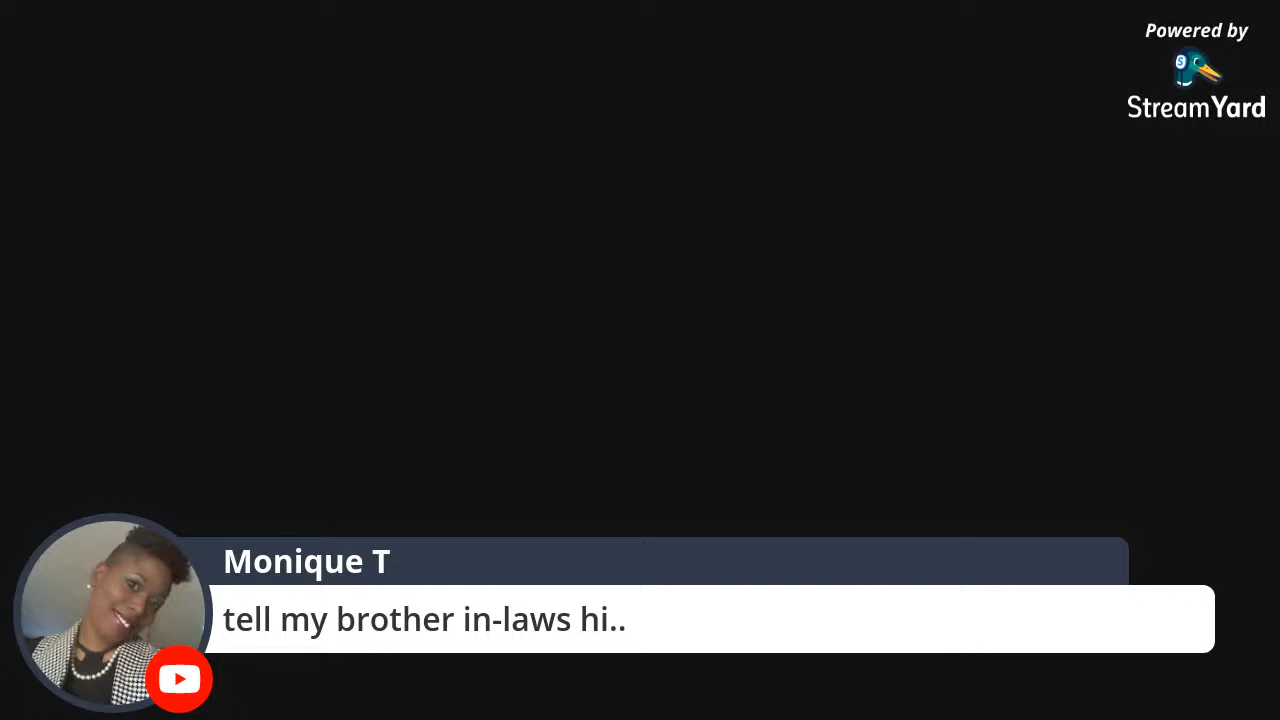 Powered by
S
StreamYard
Monique T
tell my brother in-laws hi..